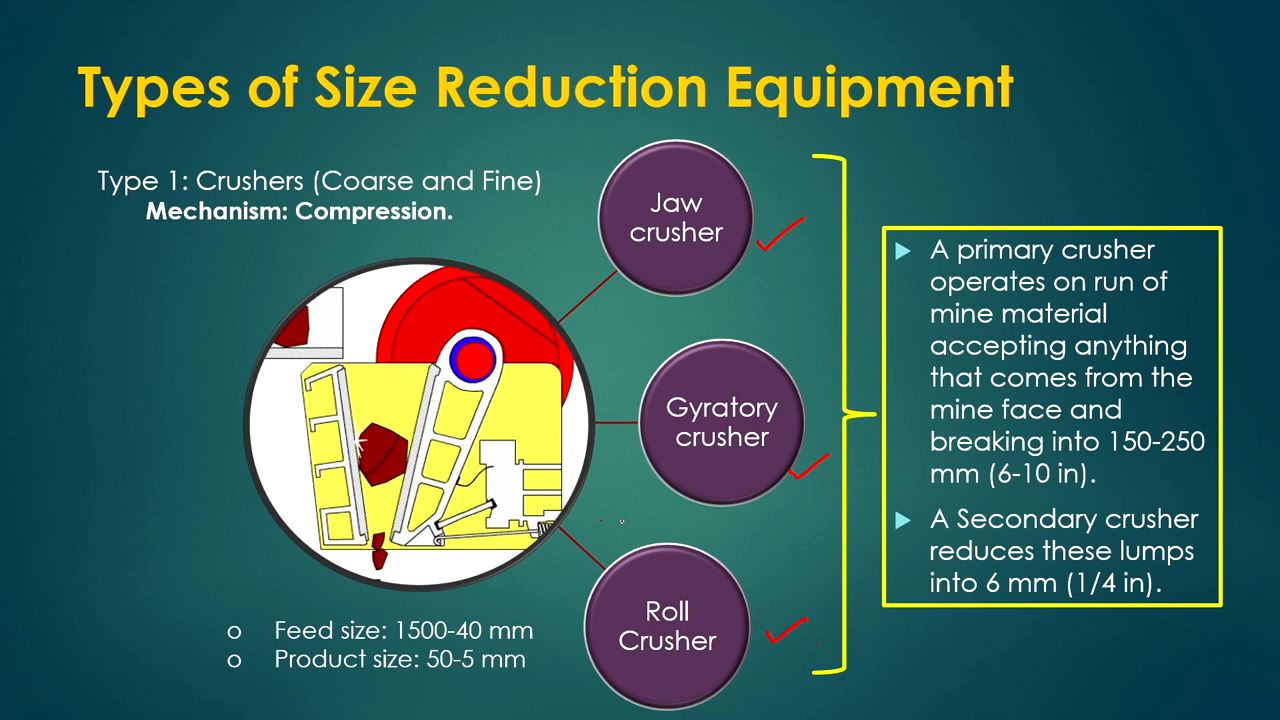 Types of Size Reduction Equipment
Type 1: Crushers (Coarse and Fine)
Mechanism: Compression.
Jaw
crusher
Gyratory
crusher
Roll
Crusher
o Feed size: 1500-40 mm
o Product size: 50-5 mm
A primary crusher
operates on run of
mine material
accepting anything
that comes from the
mine face and
breaking into 150-250
mm (6-10 in).
A Secondary crusher
reduces these lumps
into 6 mm (1/4 in).